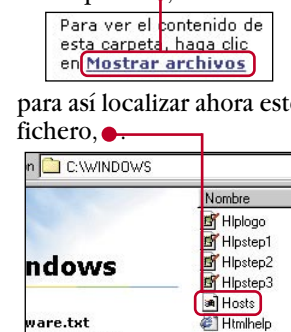 Para ver el contenido de
esta carpeta, haga clic
en Mostrar archivos
para así localizar ahora este
fichero,
C:\WINDOWS
Nombre
Hlplogo
Hlpstep1
Hlpstep2
Hlpstep3
Hosts
Htmlhelp
ndows
ware.txt